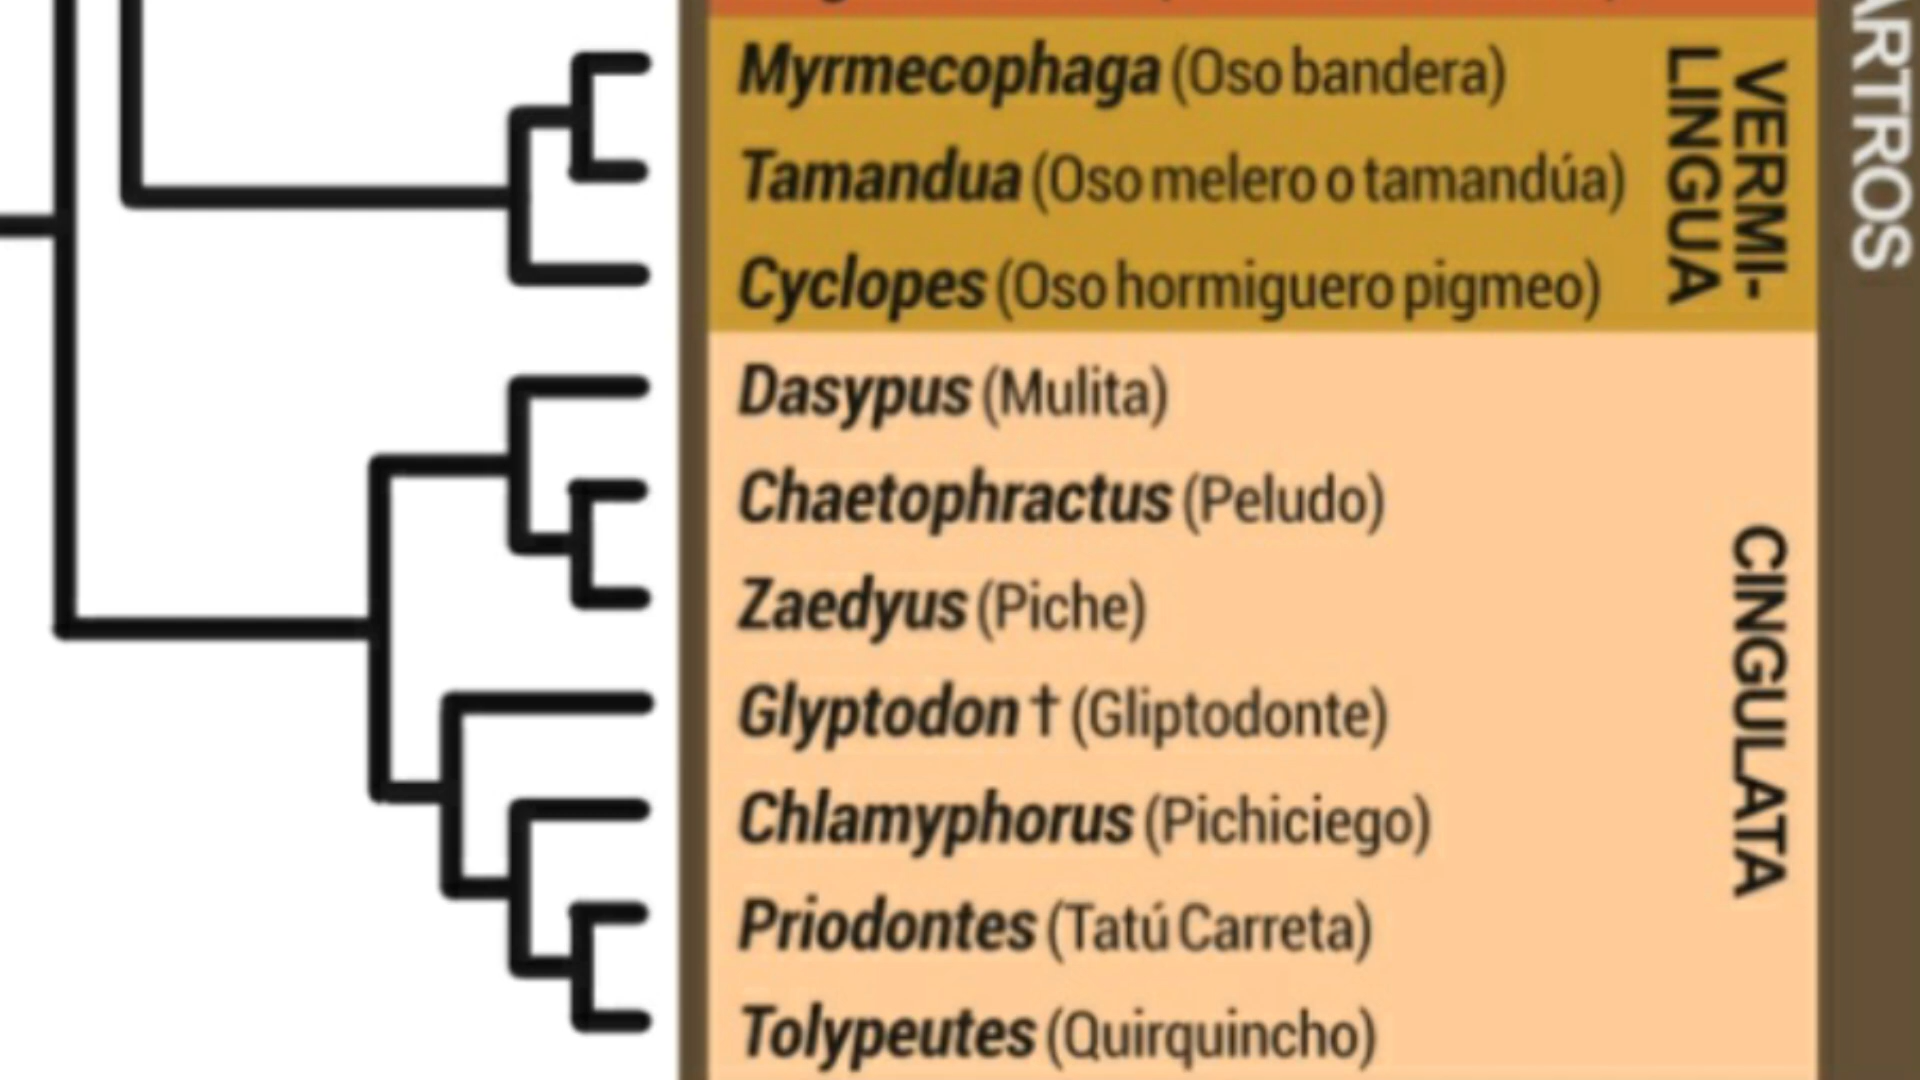 Myrmecophaga (Oso bandera)
Tamandua (Oso melero o tamandúa)
Cyclopes (Oso hormiguero pigmeo)
VERMI-
LINGUA
Dasypus (Mulita)
Chaetophractus (Peludo)
Zaedyus (Piche)
Glyptodon † (Gliptodonte)
Chlamyphorus (Pichiciego)
Priodontes (Tatú Carreta)
Tolypeutes (Quirquincho)
CINGULATA
ARTROS